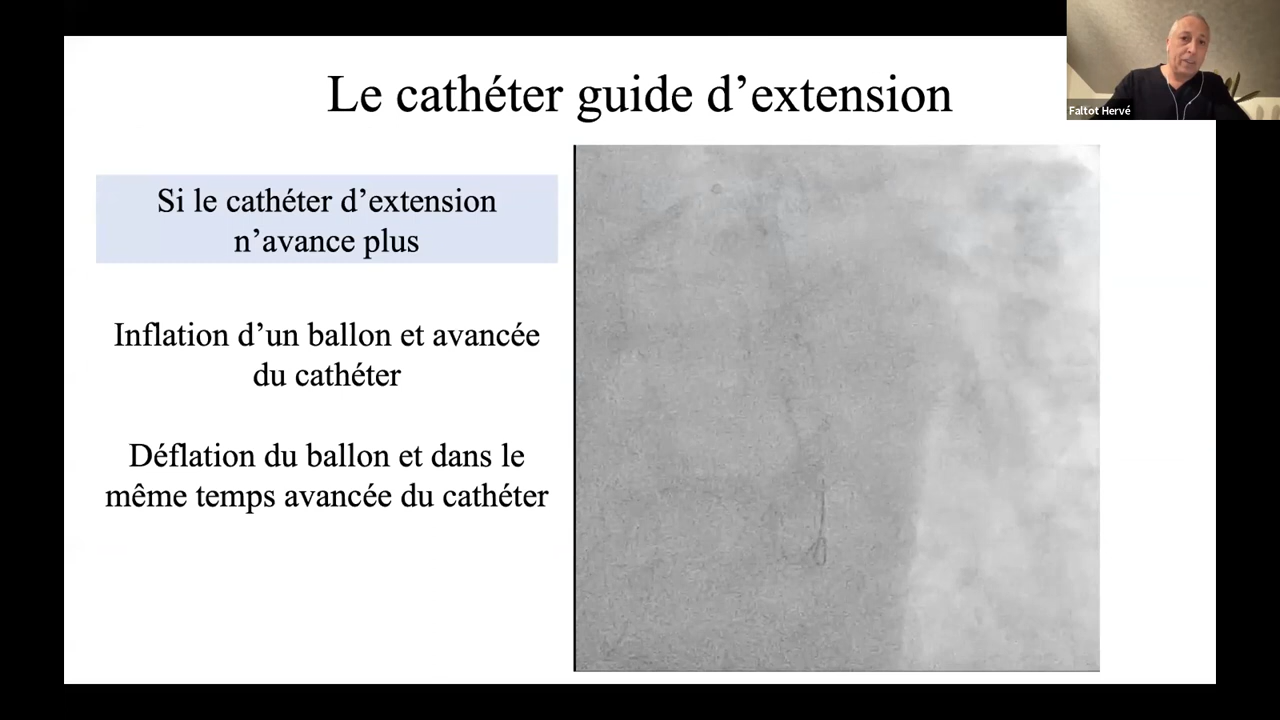 Le cathéter guide d’extension
Faltot Hervé
Si le cathéter d’extension
n’avance plus
Inflation d’un ballon et avancée
du cathéter
Déflation du ballon et dans le
même temps avancée du cathéter